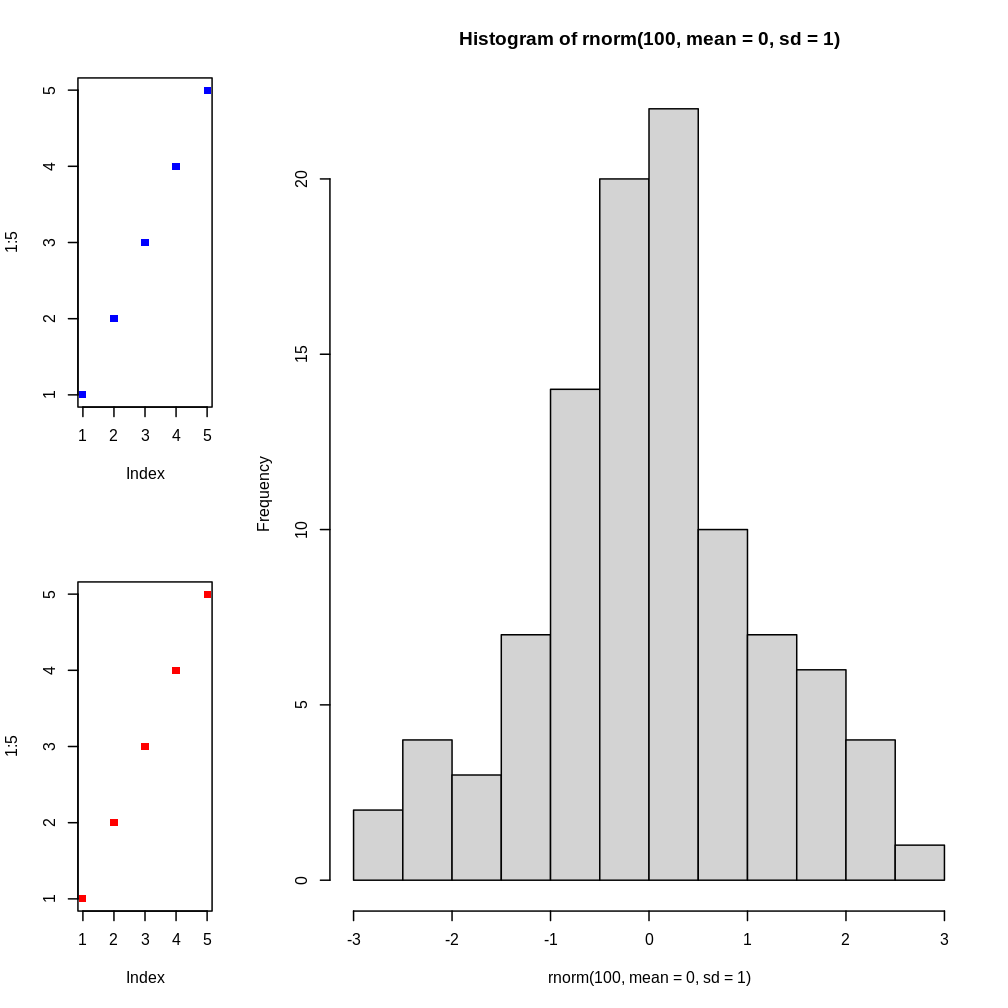 Histogram of rnorm(100, mean = 0, sd = 1)
5
4
3
2
1
1:5
1 2 3 4 5
Index
5
4
3
2
1
1:5
1 2 3 4 5
Index
20
15
10
5
0
Frequency
-3 -2 -1 0 1 2 3
rnorm(100, mean = 0, sd = 1)